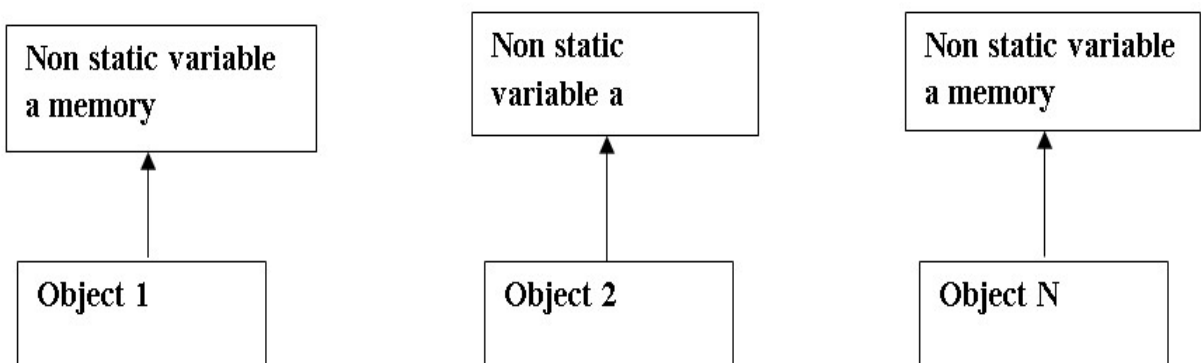 Non static variable
a memory
Non static
variable a
Non static variable
a memory
Object 1
Object 2
Object N